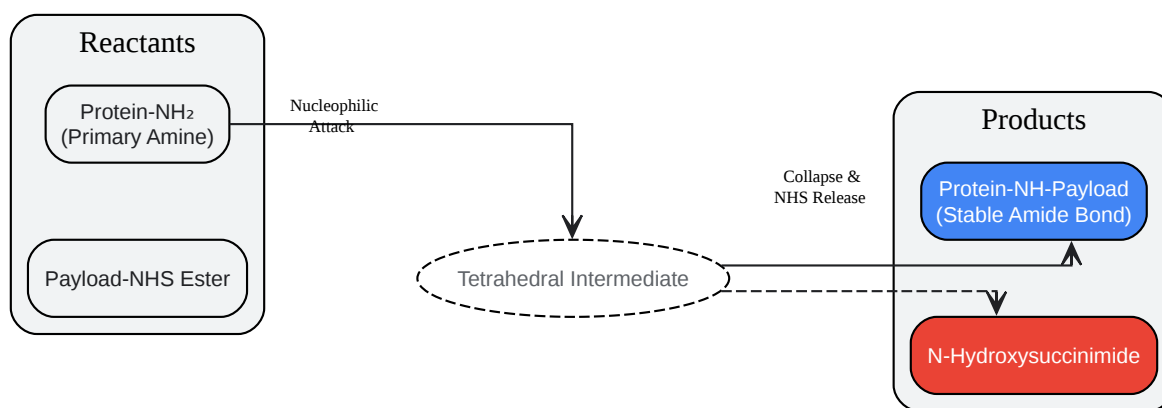 Reactants
Protein-NH₂
(Primary Amine)
Payload-NHS Ester
Nucleophilic
Attack
Tetrahedral Intermediate
Collapse &
NHS Release
Products
Protein-NH-Payload
(Stable Amide Bond)
N-Hydroxysuccinimide